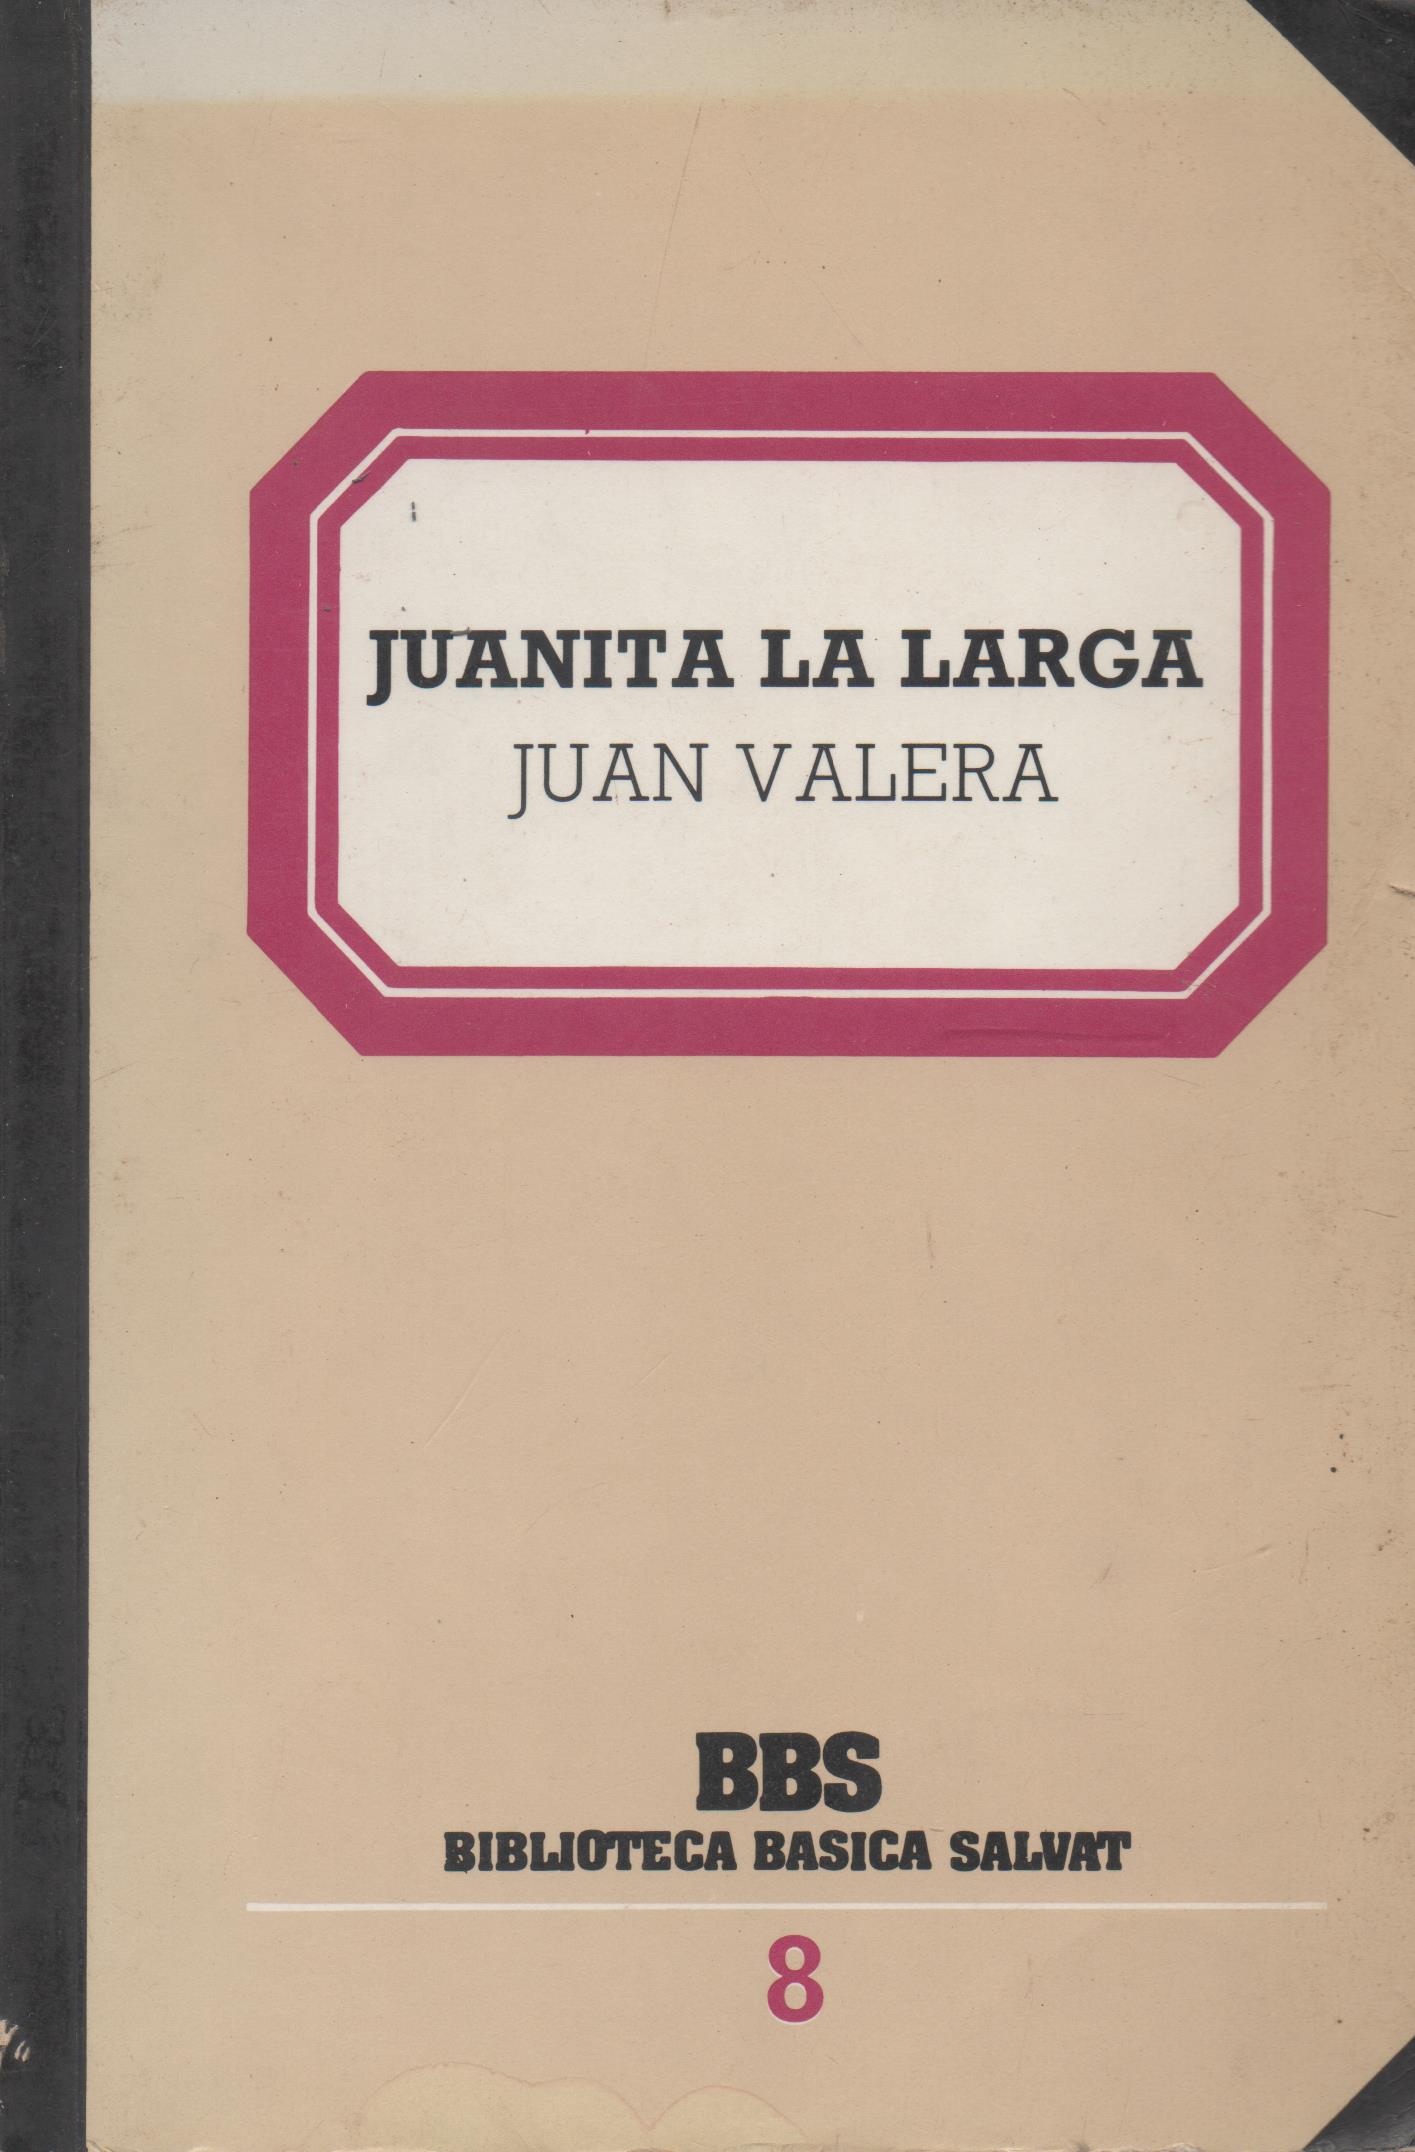 JUANITA LA LARGA
JUAN VALERA
BBS
BIBLIOTECA BASICA SALVAT
8